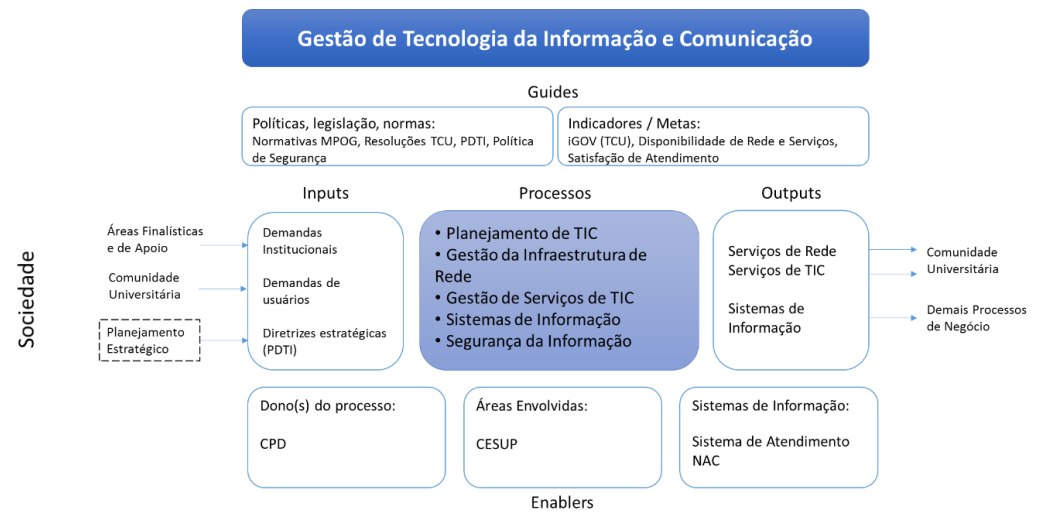 Gestão de Tecnologia da Informação e Comunicação
Guides
Políticas, legislação, normas:
Normativas MPOG, Resoluções TCU, PDTI, Política
de Segurança
Indicadores / Metas:
iGOV (TCU), Disponibilidade de Rede e Serviços,
Satisfação de Atendimento
Sociedade
Áreas Finalísticas
e de Apoio
Comunidade
Universitária
Planejamento
Estratégico
Inputs
Demandas
Institucionais
Demandas de
usuários
Diretrizes estratégicas
(PDTI)
Processos
• Planejamento de TIC
• Gestão da Infraestrutura de
Rede
• Gestão de Serviços de TIC
• Sistemas de Informação
• Segurança da Informação
Outputs
Serviços de Rede
Serviços de TIC
Sistemas de
Informação
Comunidade
Universitária
Demais Processos
de Negócio
Dono(s) do processo:
CPD
Áreas Envolvidas:
CESUP
Sistemas de Informação:
Sistema de Atendimento
NAC
Enablers